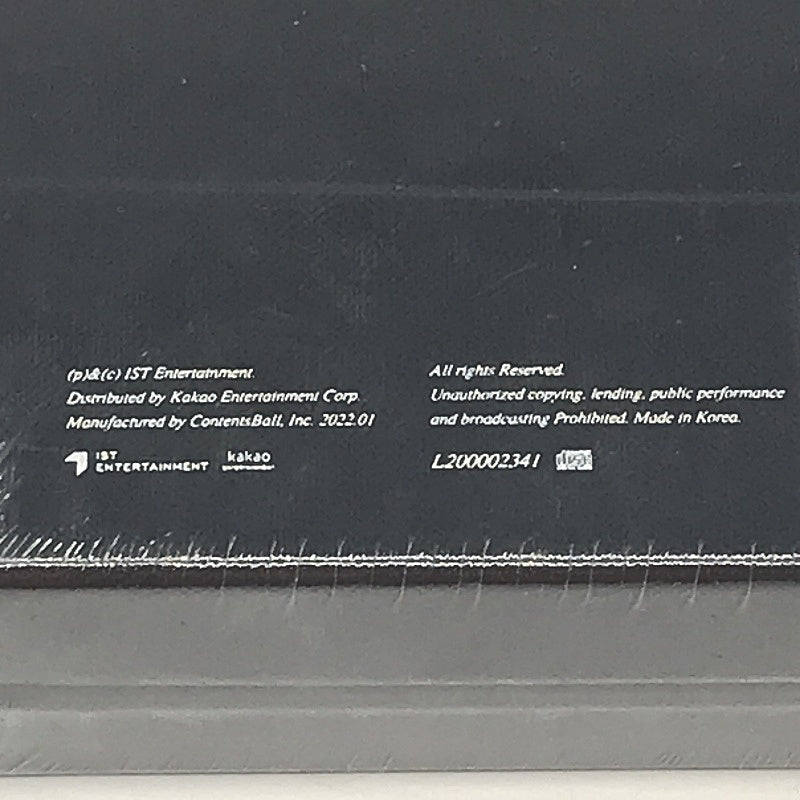 (p)&(c) IST Entertainment.
Distributed by Kakao Entertainment Corp.
Manufactured by ContentsBall, Inc. 2022.01
IST
ENTERTAINMENT
kakao
All rights Reserved.
Unauthorized copying, lending, public performance
and broadcasting Prohibited. Made in Korea.
L200002341